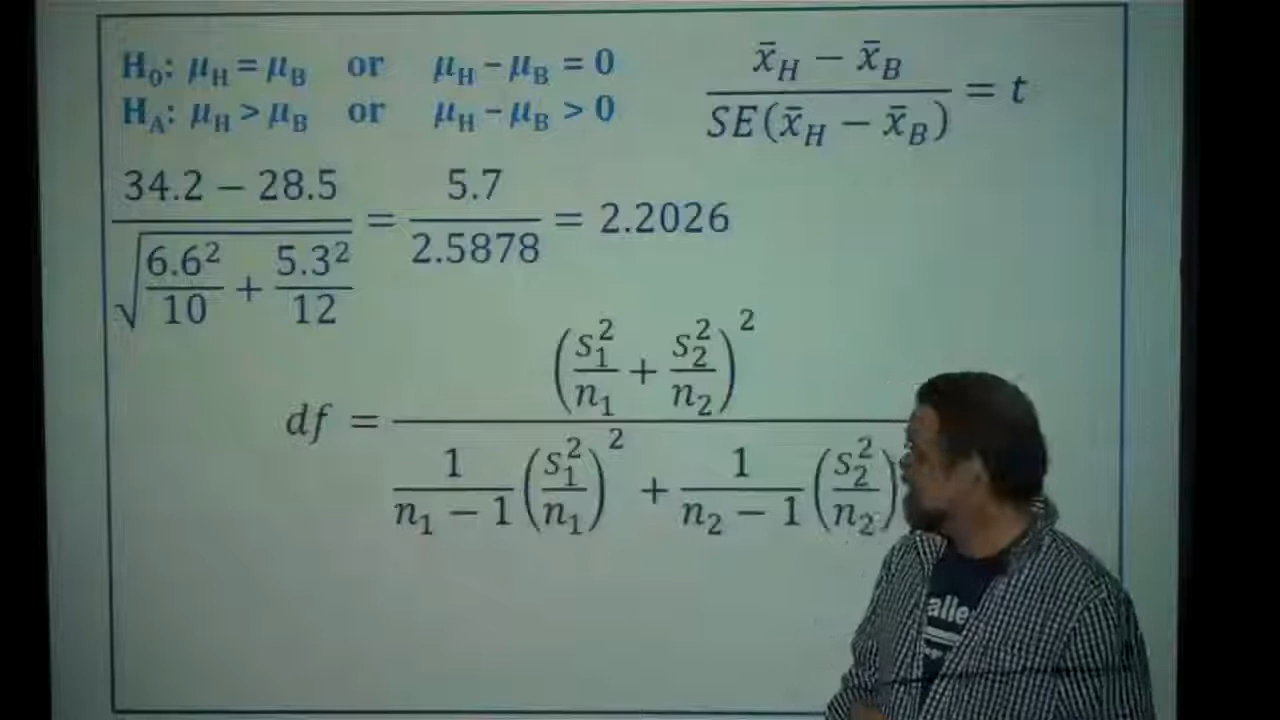 H₀: μ_H = μ_B or μ_H − μ_B = 0
H_A: μ_H > μ_B or μ_H − μ_B > 0
(x̄_H − x̄_B) / SE(x̄_H − x̄_B) = t
(34.2 − 28.5) / √(6.6²/10 + 5.3²/12) = 5.7/2.5878 = 2.2026
df = (s₁²/n₁ + s₂²/n₂)² / (1/(n₁ − 1) (s₁²/n₁)² + 1/(n₂ − 1) (s₂²/n₂)